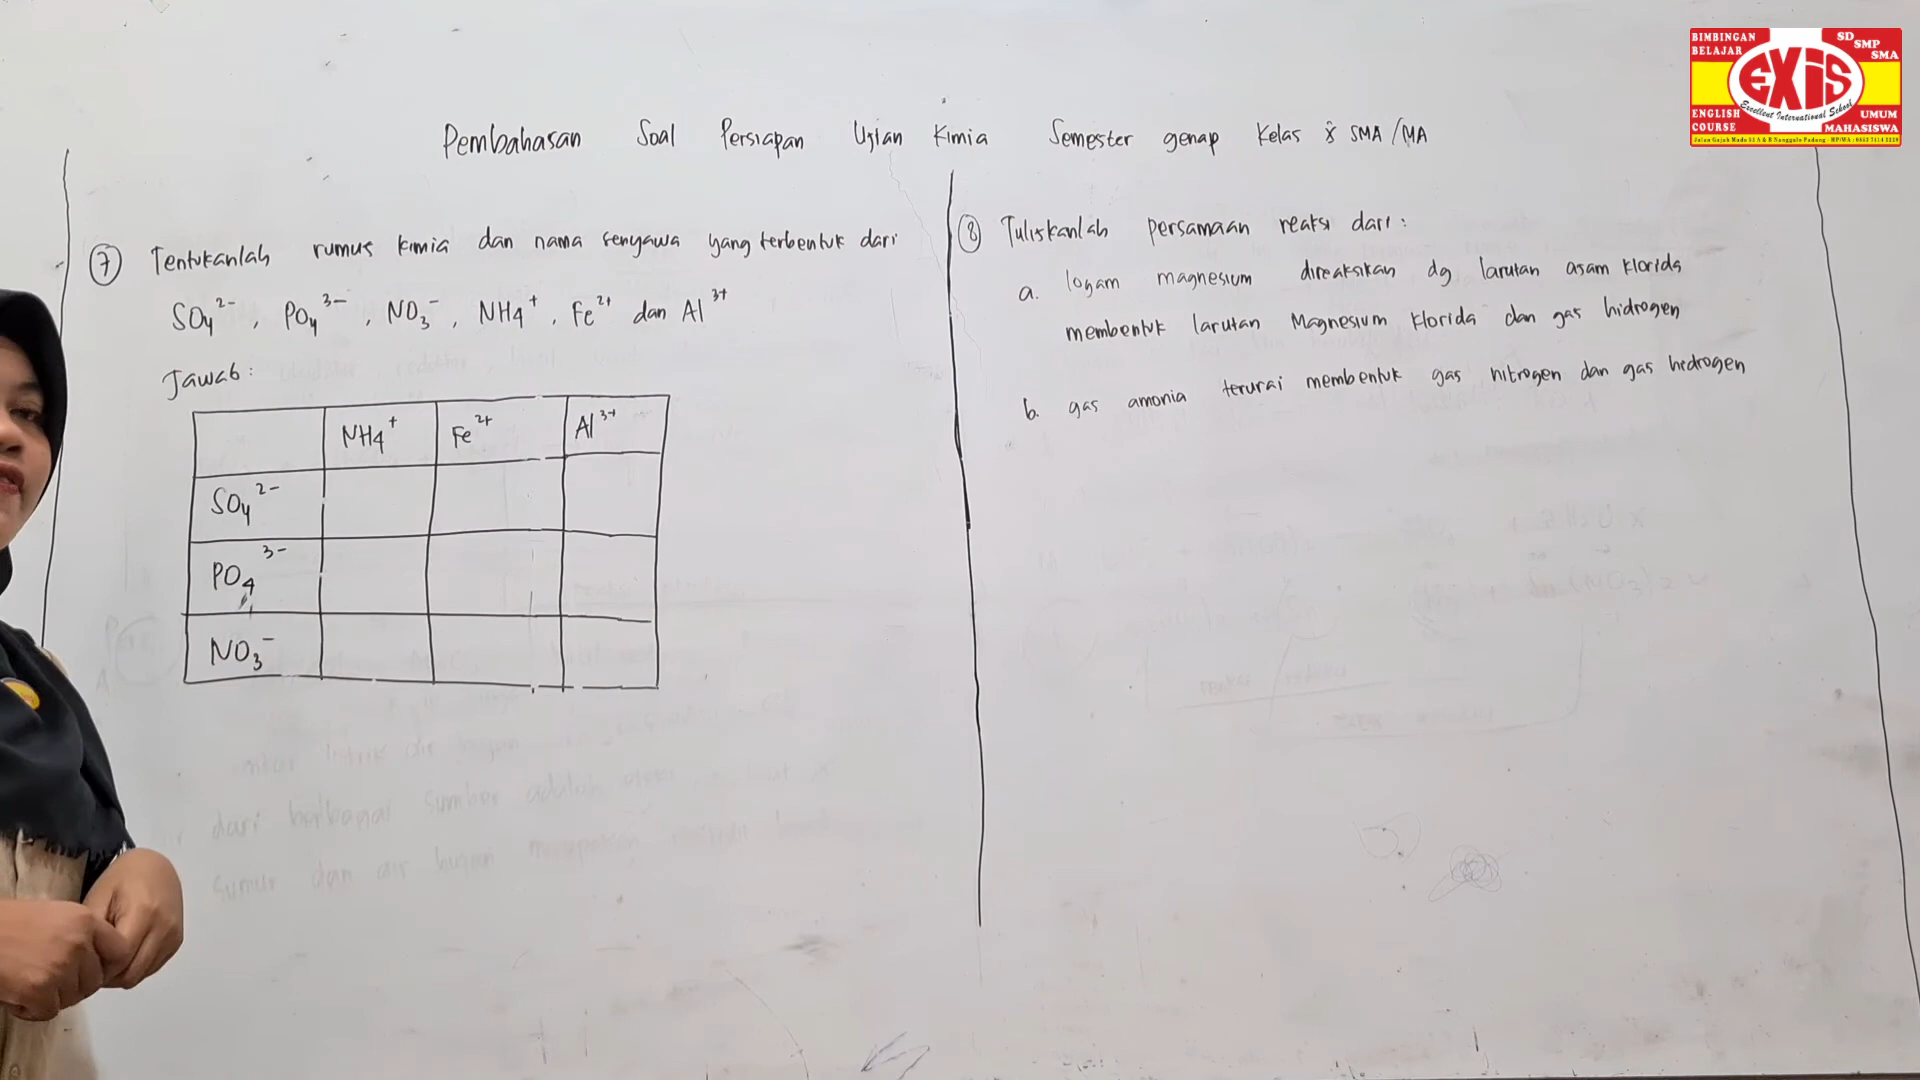 BIMBINGAN BELAJAR
SD SMP SMA
EXIS
Excellent International School
ENGLISH COURSE
UMUM MAHASISWA
Pembahasan Soal Persiapan Ujian Kimia Semester genap Kelas X SMA/MA
7 Tentukanlah rumus kimia dan nama senyawa yang terbentuk dari
SO4 2-, PO4 3-, NO3 -, NH4 +, Fe 2+ dan Al 3+
Jawab:
NH4 + Fe 2+ Al 3+
SO4 2-
PO4 3-
NO3 -
8 Tuliskanlah persamaan reaksi dari:
a. logam magnesium direaksikan dg larutan asam klorida
membentuk larutan Magnesium klorida dan gas hidrogen
b. gas amonia terurai membentuk gas nitrogen dan gas hidrogen